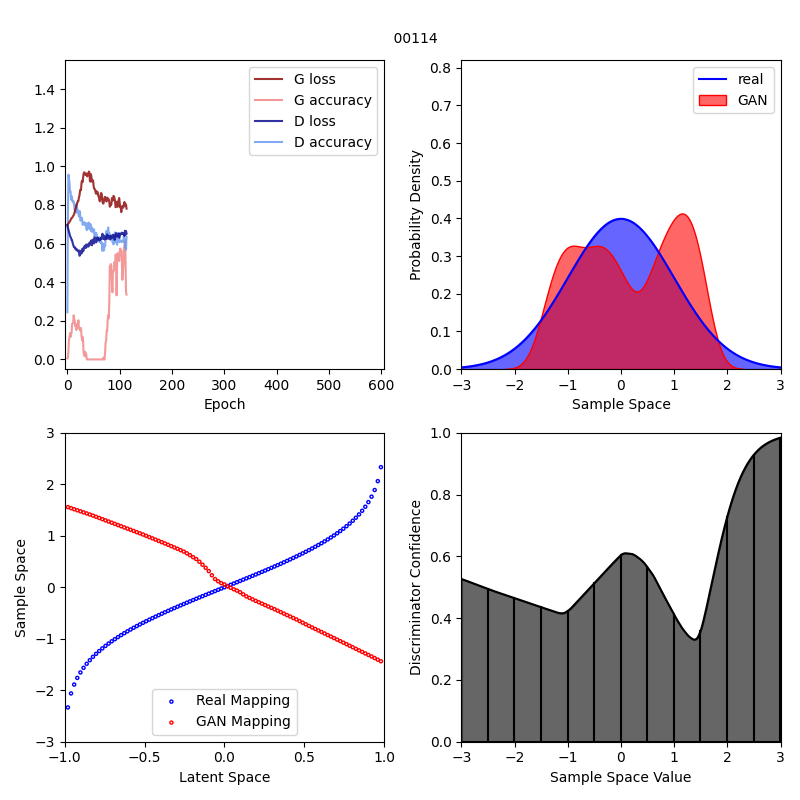 00114
G loss
G accuracy
D loss
D accuracy
1.4
1.2
1.0
0.8
0.6
0.4
0.2
0.0
0 100 200 300 400 500 600
Epoch
real
GAN
Probability Density
0.8
0.7
0.6
0.5
0.4
0.3
0.2
0.1
0.0
−3 −2 −1 0 1 2 3
Sample Space
Sample Space
3
2
1
0
−1
−2
−3
Real Mapping
GAN Mapping
−1.0 −0.5 0.0 0.5 1.0
Latent Space
Discriminator Confidence
1.0
0.8
0.6
0.4
0.2
0.0
−3 −2 −1 0 1 2 3
Sample Space Value